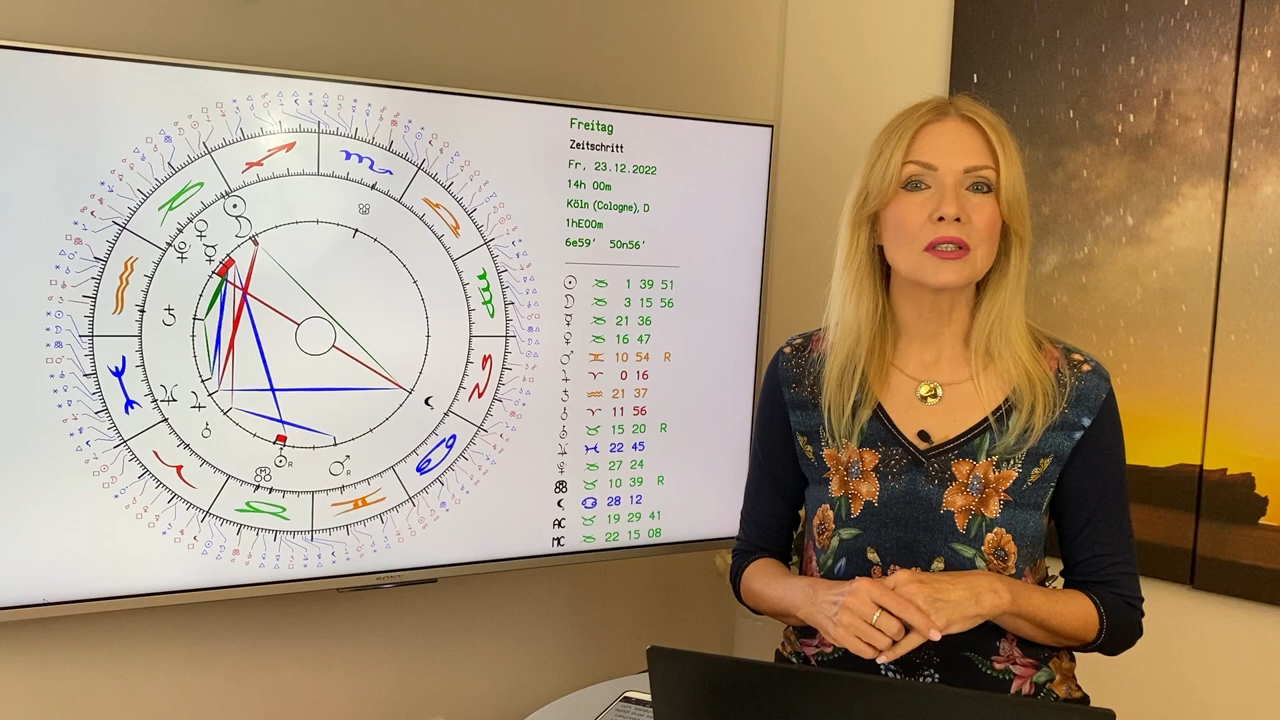 Freitag
Zeitschritt
Fr, 23.12.2022
14h 00m
Köln (Cologne), D
1hE00m
6e59' 50n56'
☉ ♑ 1 39 51
☽ ♑ 3 15 56
☿ ♑ 21 36
♀ ♑ 16 47
♂ ♊ 10 54 R
♃ ♈ 0 16
♄ ♒ 21 37
⚷ ♈ 11 56
♅ ♉ 15 20 R
♆ ♓ 22 45
♇ ♑ 27 24
☊ ♉ 10 39 R
⚸ ♋ 28 12
AC ♉ 19 29 41
MC ♑ 22 15 08
SONY